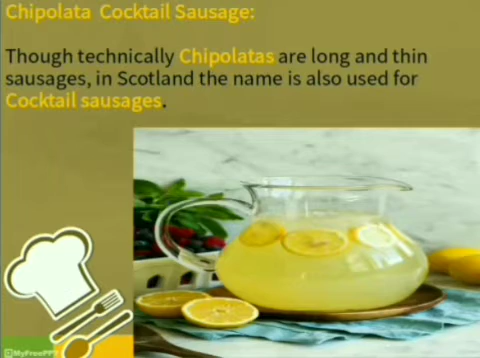 Chipolata Cocktail Sausage:
Though technically Chipolatas are long and thin
sausages, in Scotland the name is also used for
Cocktail sausages.
MyFreePPT